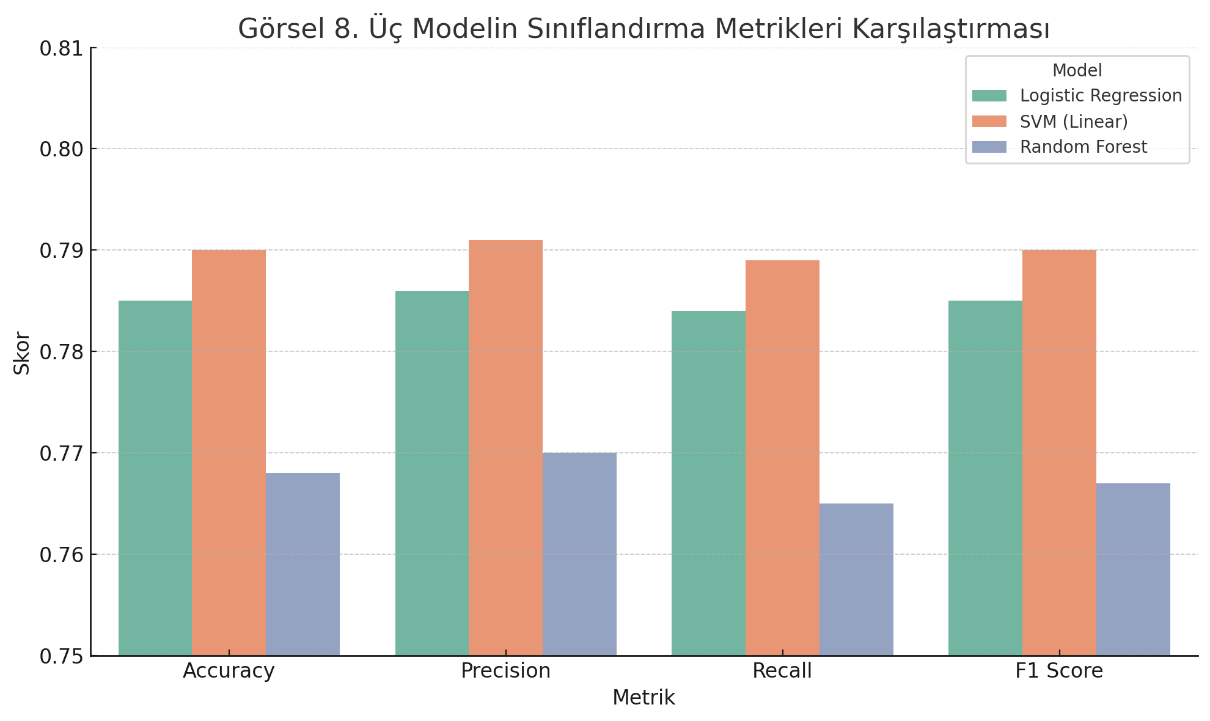 Görsel 8. Üç Modelin Sınıflandırma Metrikleri Karşılaştırması
Model
Logistic Regression
SVM (Linear)
Random Forest
Skor
0.81
0.80
0.79
0.78
0.77
0.76
0.75
Accuracy
Precision
Recall
F1 Score
Metrik